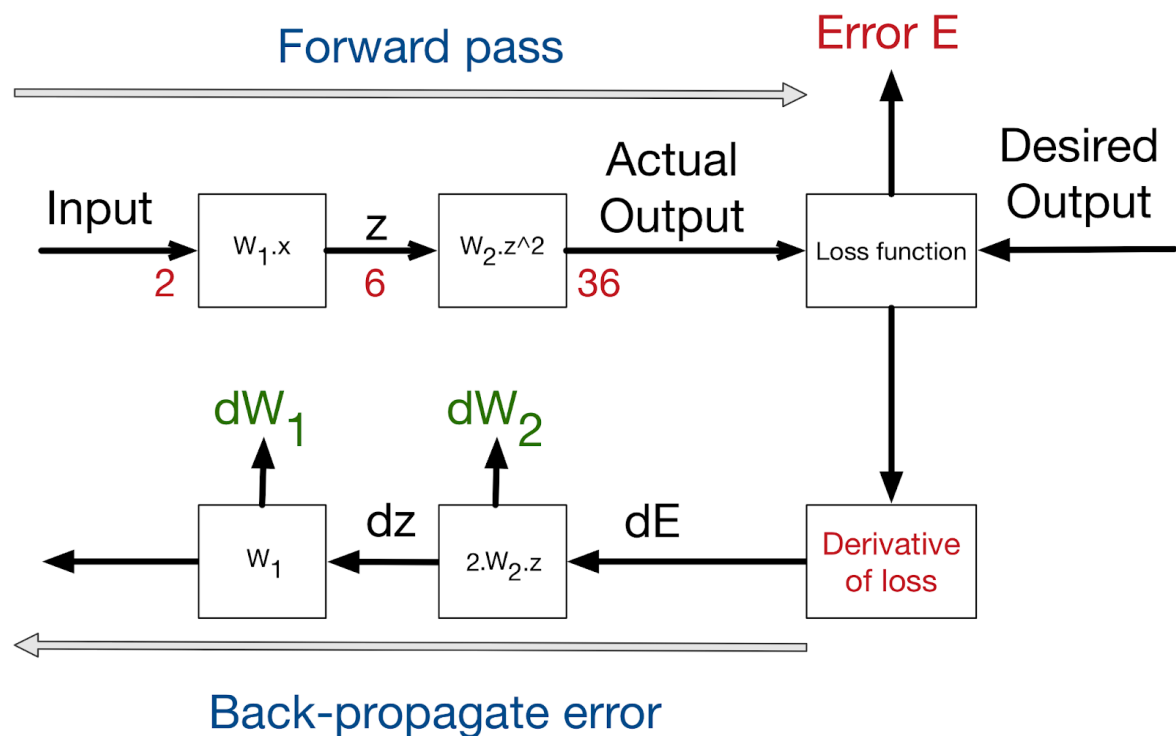 Forward pass
Error E
Input
2
W₁.x
z
6
W₂.z^2
Actual
Output
36
Loss function
Desired
Output
dW₁
dW₂
W₁
dz
2.W₂.z
dE
Derivative
of loss
Back-propagate error